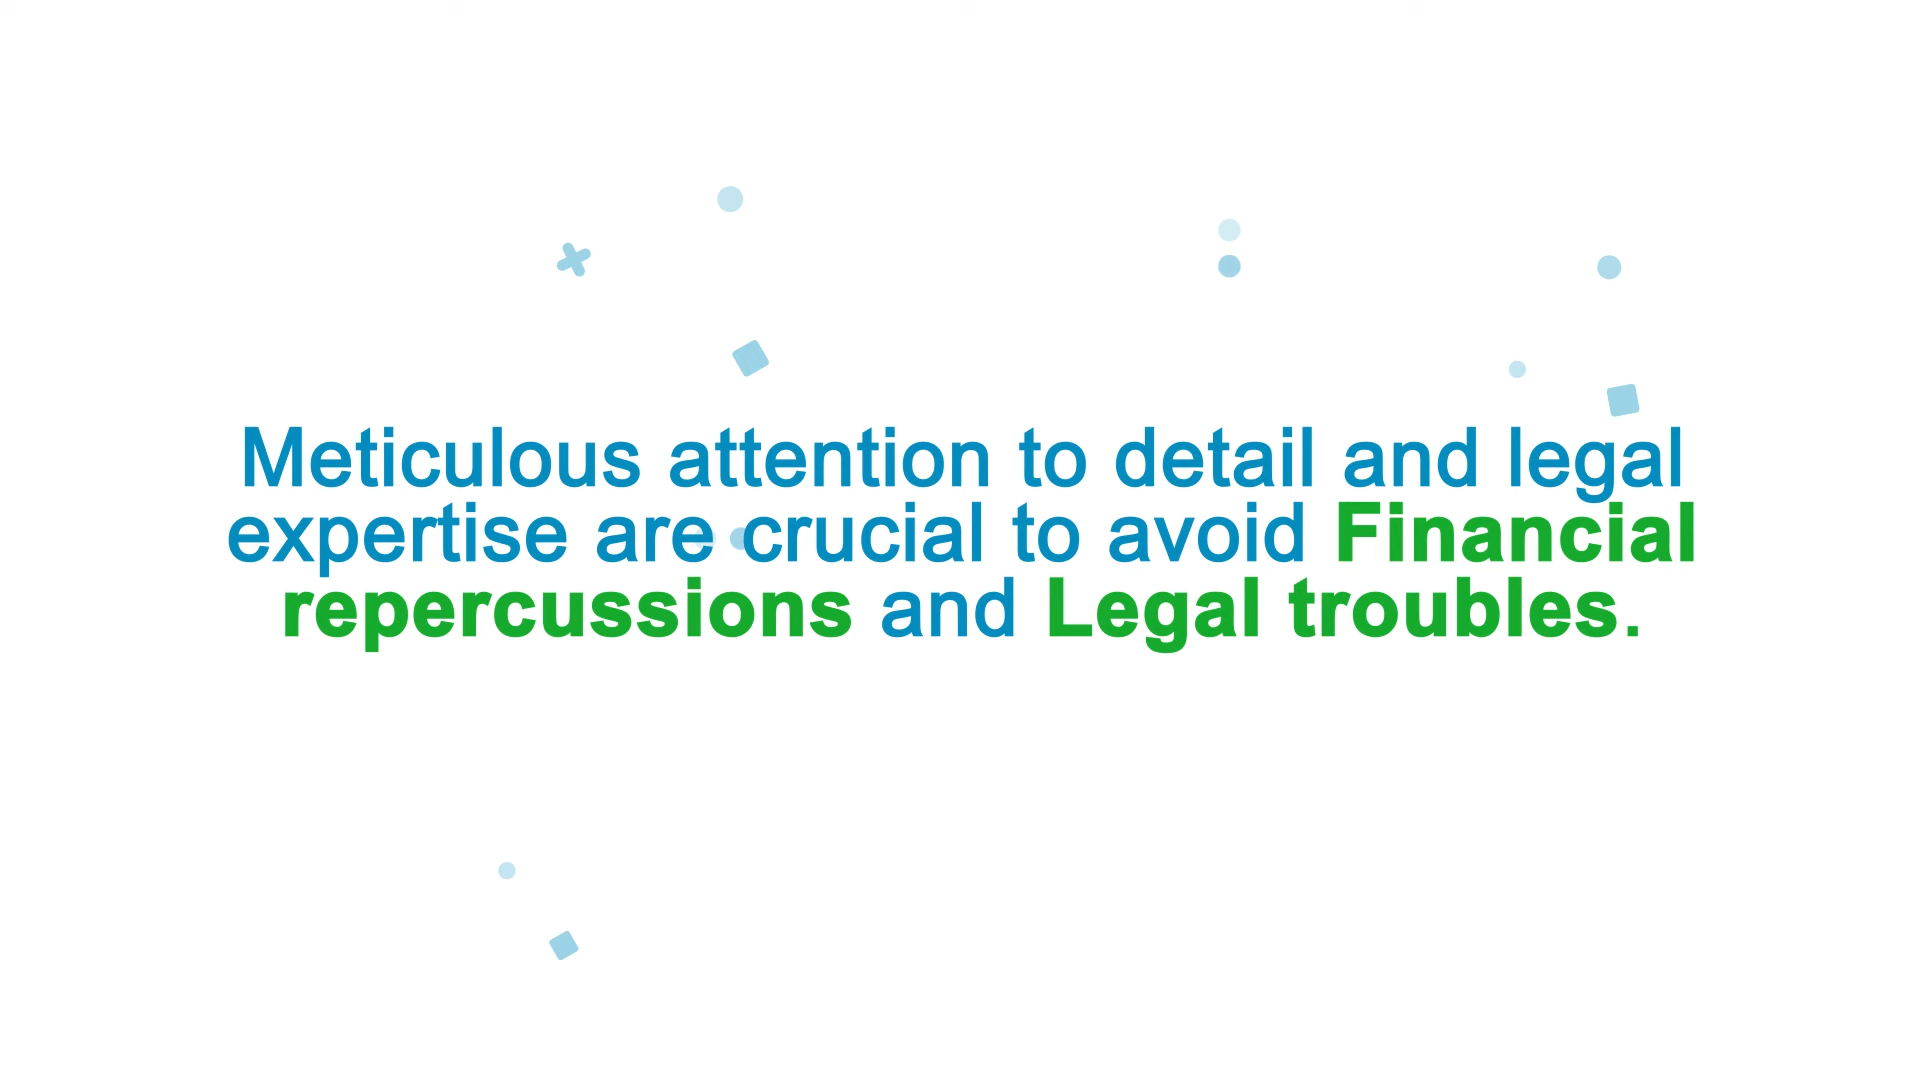 Meticulous attention to detail and legal
expertise are crucial to avoid Financial
repercussions and Legal troubles.